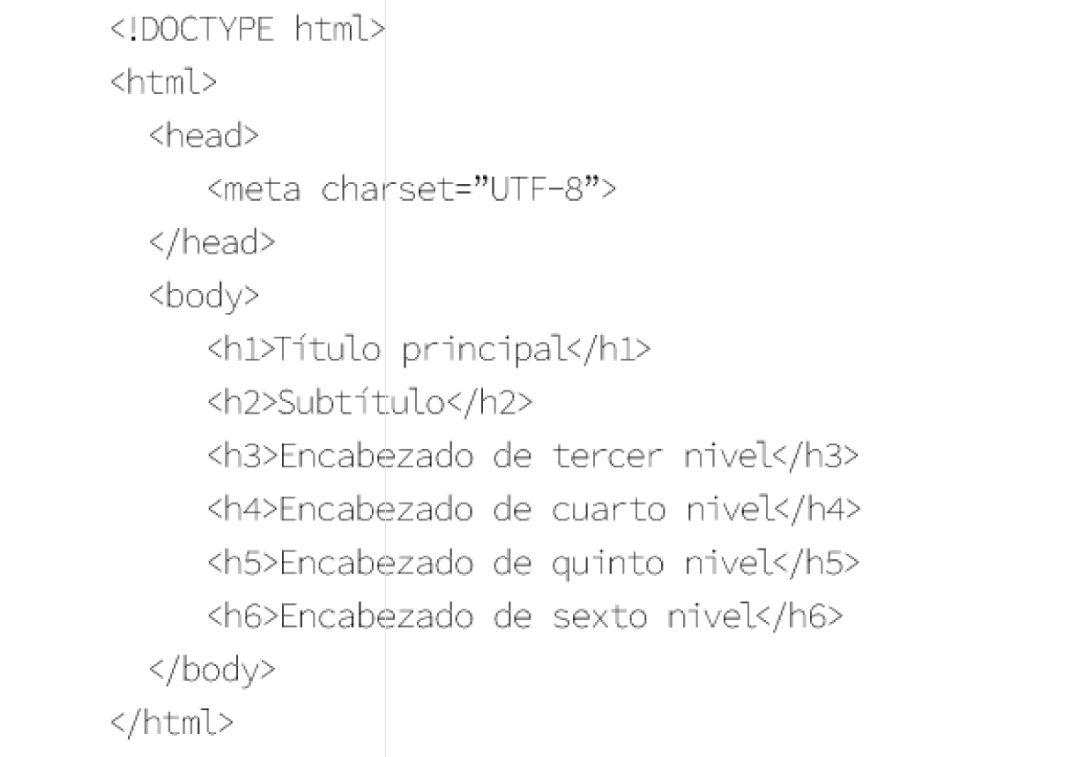 <!DOCTYPE html>
<html>
<head>
<meta charset=”UTF-8”>
</head>
<body>
<h1>Título principal</h1>
<h2>Subtítulo</h2>
<h3>Encabezado de tercer nivel</h3>
<h4>Encabezado de cuarto nivel</h4>
<h5>Encabezado de quinto nivel</h5>
<h6>Encabezado de sexto nivel</h6>
</body>
</html>